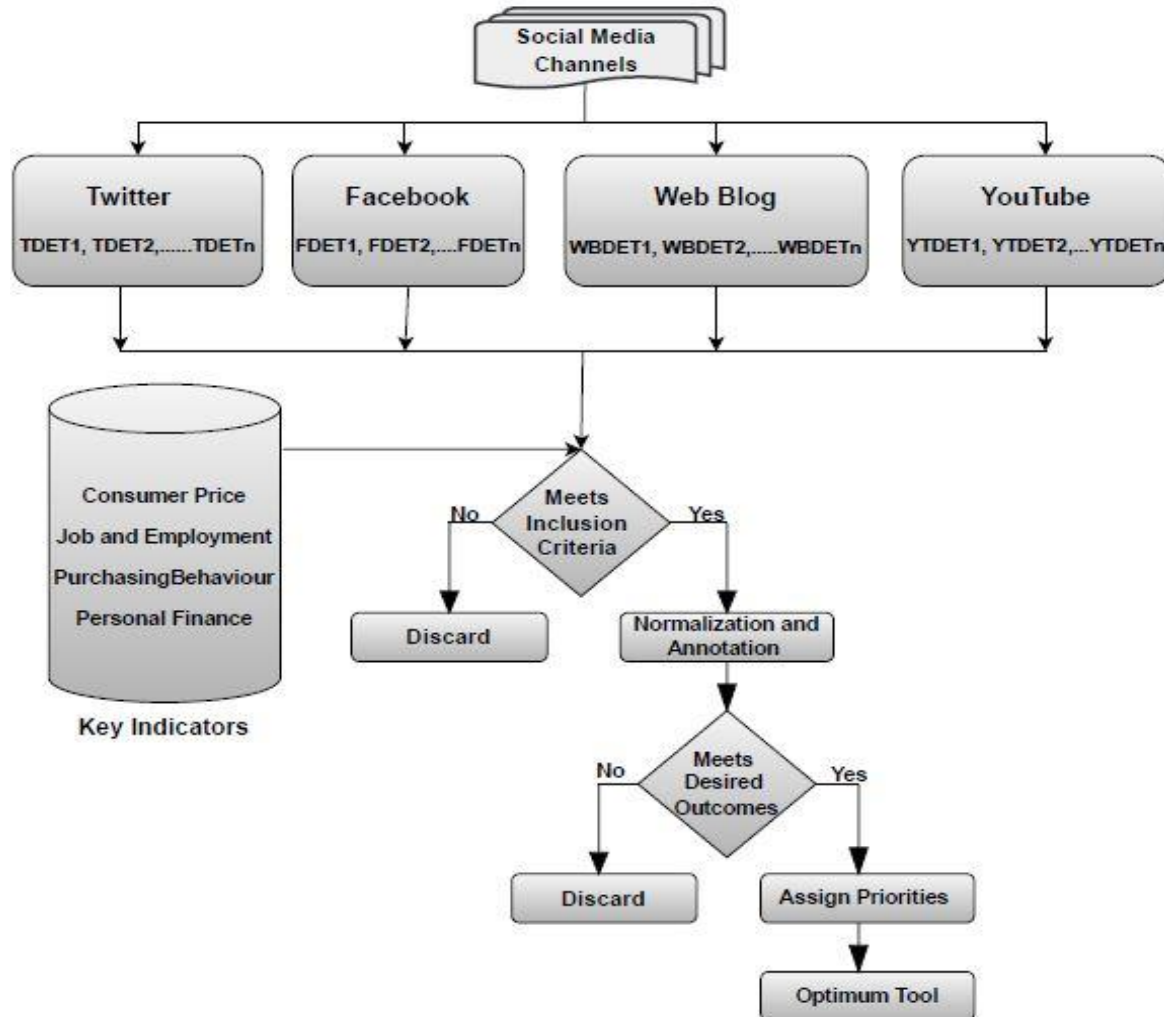 Social Media
Channels
Twitter
TDET1, TDET2,......TDETn
Facebook
FDET1, FDET2,....FDETn
Web Blog
WBDET1, WBDET2,.....WBDETn
YouTube
YTDET1, YTDET2,...YTDETn
Consumer Price
Job and Employment
PurchasingBehaviour
Personal Finance
Key Indicators
Meets
Inclusion
Criteria
No
Yes
Discard
Normalization and
Annotation
Meets
Desired
Outcomes
No
Yes
Discard
Assign Priorities
Optimum Tool